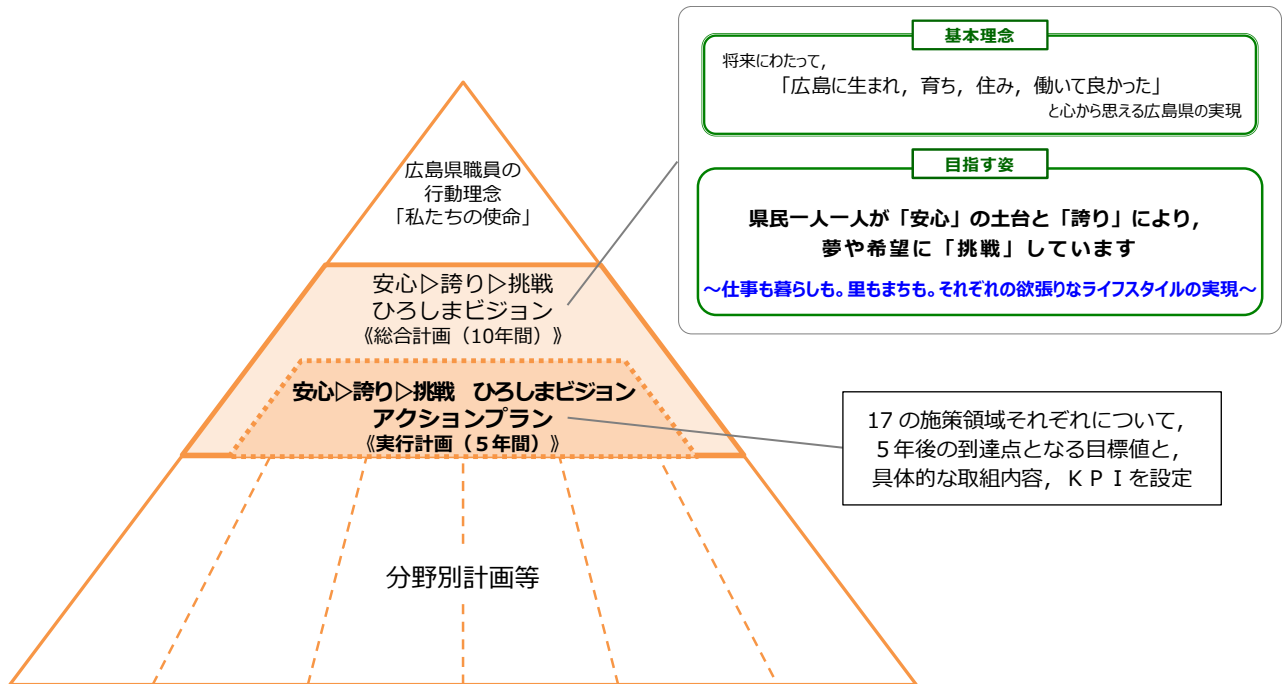 広島県職員の
行動理念
「私たちの使命」
安心▷誇り▷挑戦
ひろしまビジョン
《総合計画（10年間）》
安心▷誇り▷挑戦　ひろしまビジョン
アクションプラン
《実行計画（５年間）》
分野別計画等
基本理念
将来にわたって，
「広島に生まれ，育ち，住み，働いて良かった」
と心から思える広島県の実現
目指す姿
県民一人一人が「安心」の土台と「誇り」により，
夢や希望に「挑戦」しています
～仕事も暮らしも。里もまちも。それぞれの欲張りなライフスタイルの実現～
17 の施策領域それぞれについて，
５年後の到達点となる目標値と，
具体的な取組内容，ＫＰＩを設定